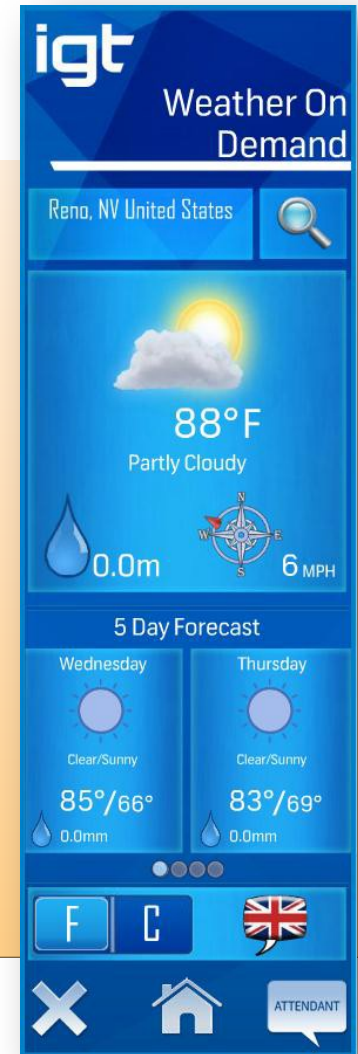 igt
Weather On
Demand
Reno, NV United States
88°F
Partly Cloudy
N
W E
S
0.0m
6 MPH
5 Day Forecast
Wednesday Thursday
Clear/Sunny Clear/Sunny
85°/66° 83°/69°
0.0mm 0.0mm
F C
ATTENDANT